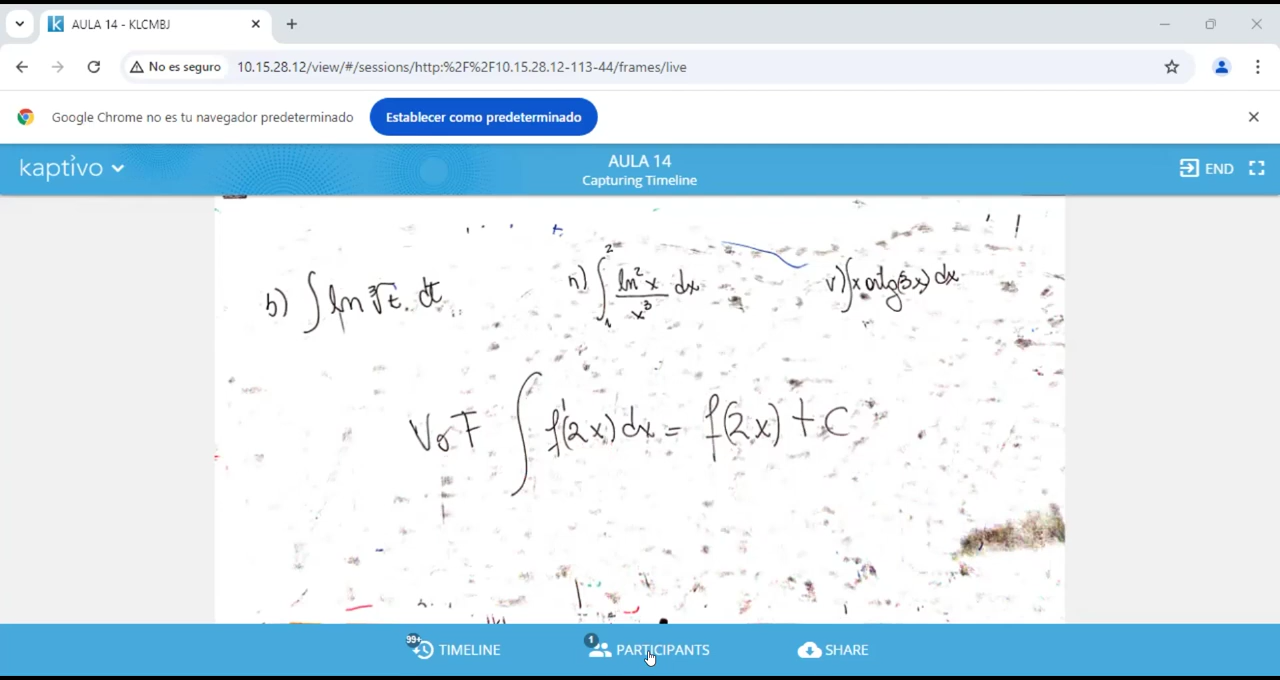 AULA 14 - KLCMBJ
No es seguro 10.15.28.12/view/#/sessions/http:%2F%2F10.15.28.12-113-44/frames/live
Google Chrome no es tu navegador predeterminado Establecer como predeterminado
kaptivo AULA 14 END
Capturing Timeline
b) ∫ ln ∛t . dt n) ∫₁² ln²x / x³ dx v) ∫x artg(3x) dx
V o F ∫ f'(2x) dx = f(2x) + C
99+ TIMELINE 1 PARTICIPANTS SHARE